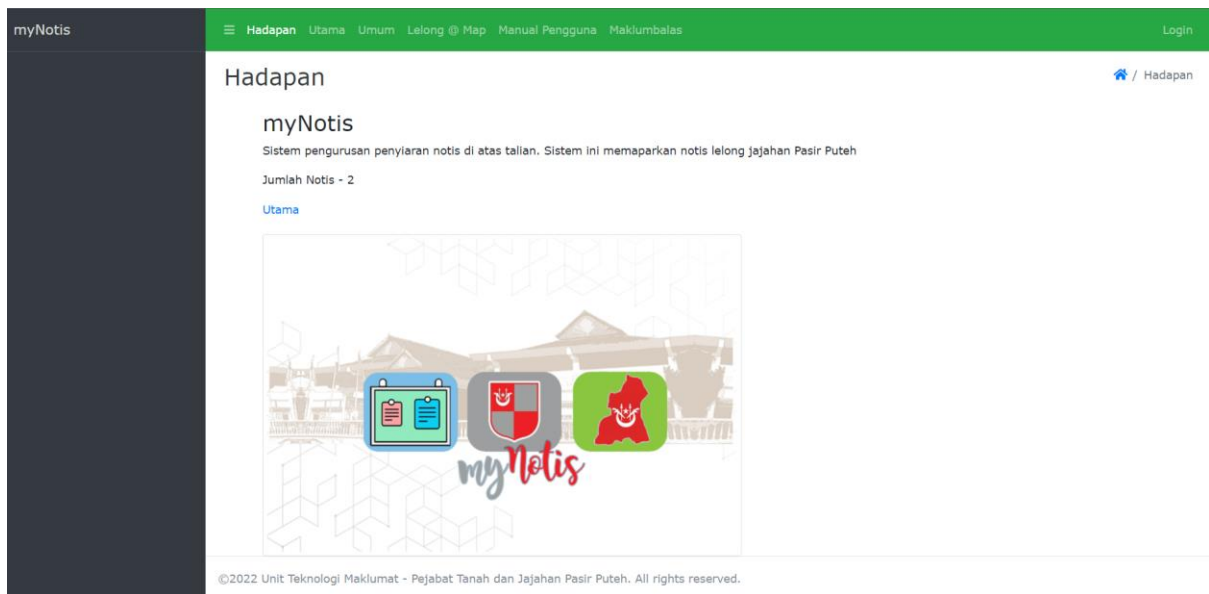 myNotis
Hadapan Utama Umum Lelong @ Map Manual Pengguna Maklumbalas Login
Hadapan
/ Hadapan
myNotis
Sistem pengurusan penyiaran notis di atas talian. Sistem ini memaparkan notis lelong jajahan Pasir Puteh
Jumlah Notis - 2
Utama
myNotis
©2022 Unit Teknologi Maklumat - Pejabat Tanah dan Jajahan Pasir Puteh. All rights reserved.